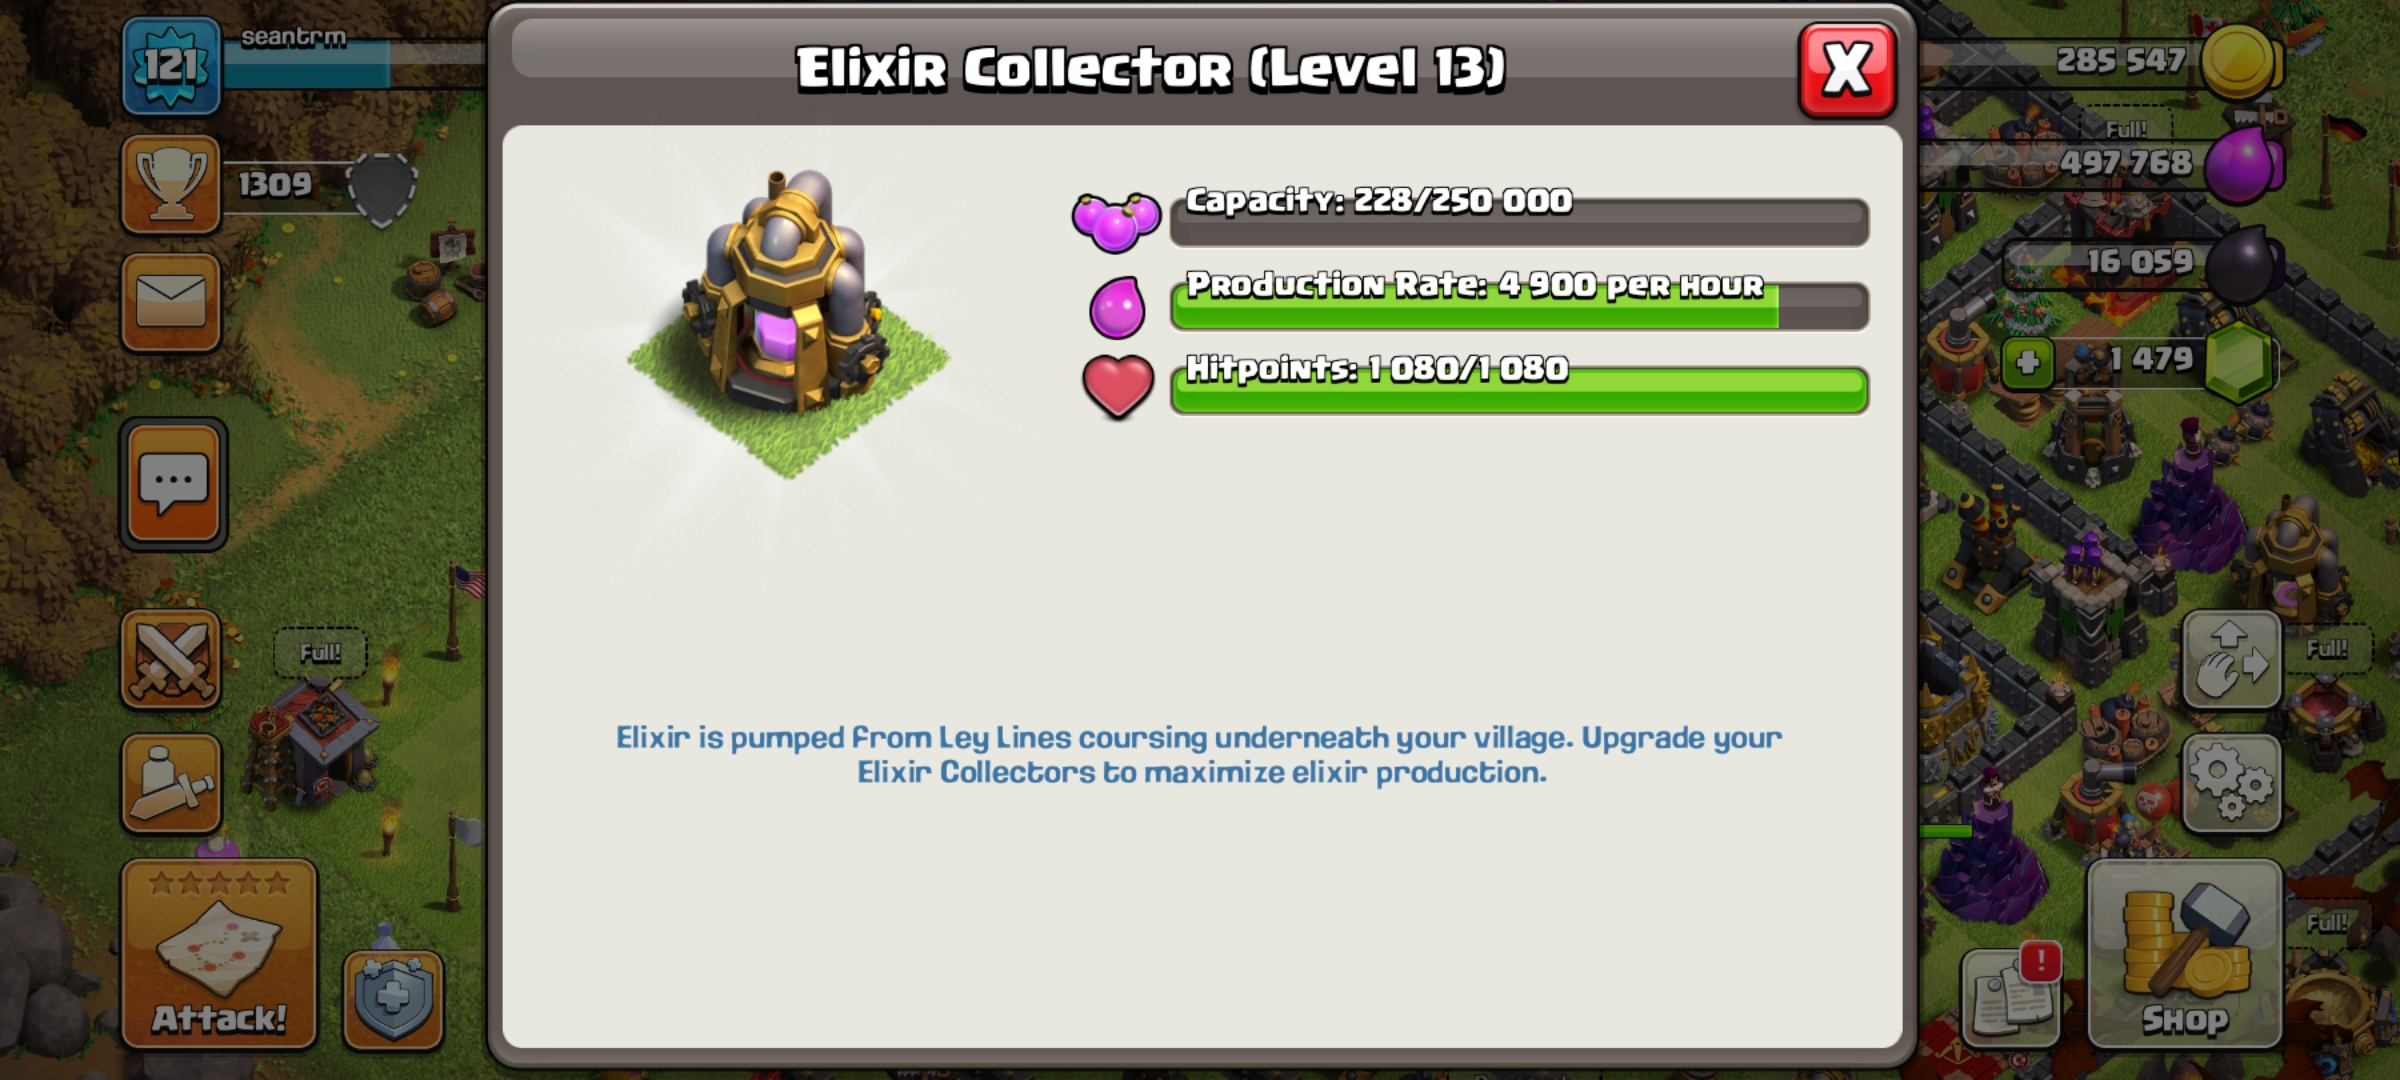 121
seantrm
Elixir Collector (Level 13)
X
285 547
1309
Full!
497 768
Capacity: 228/250 000
Production Rate: 4 900 per hour
16 059
Hitpoints: 1 080/1 080
1 479
Full!
Full!
Elixir is pumped from Ley Lines coursing underneath your village. Upgrade your
Elixir Collectors to maximize elixir production.
Full!
!
Attack!
Shop